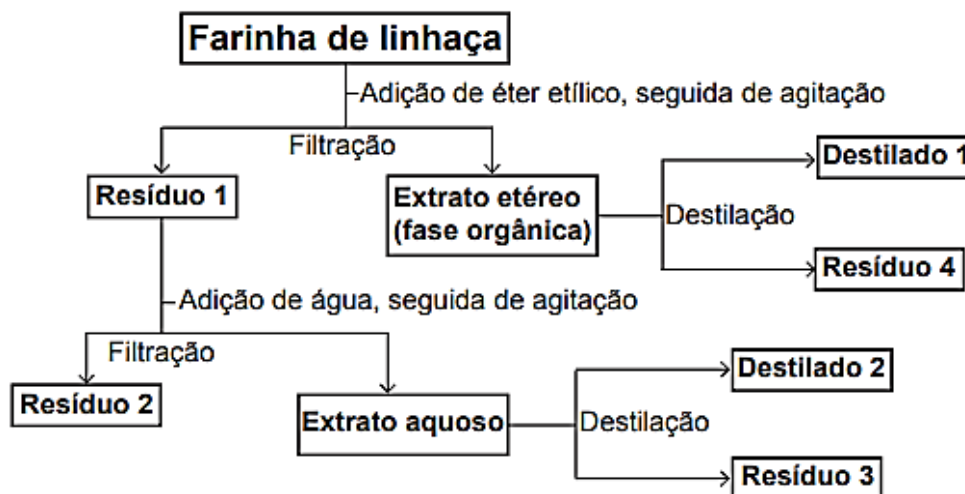 Farinha de linhaça
Adição de éter etílico, seguida de agitação
Filtração
Destilado 1
Resíduo 1
Extrato etéreo
(fase orgânica)
Destilação
Resíduo 4
Adição de água, seguida de agitação
Filtração
Destilado 2
Resíduo 2
Extrato aquoso
Destilação
Resíduo 3